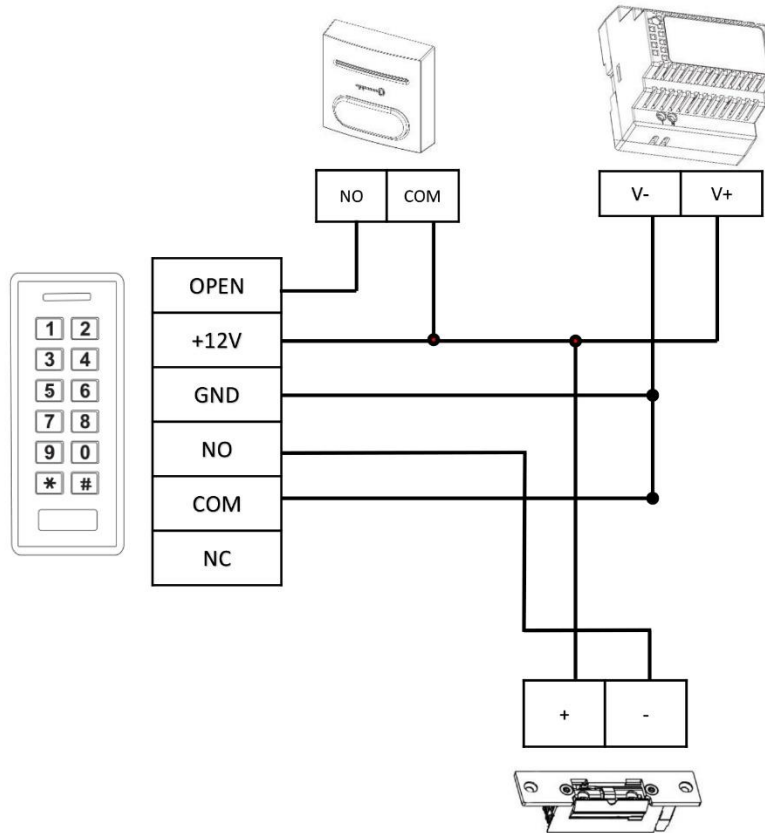 NO COM
V- V+
OPEN
+12V
GND
NO
COM
NC
1 2
3 4
5 6
7 8
9 0
* #
+ -